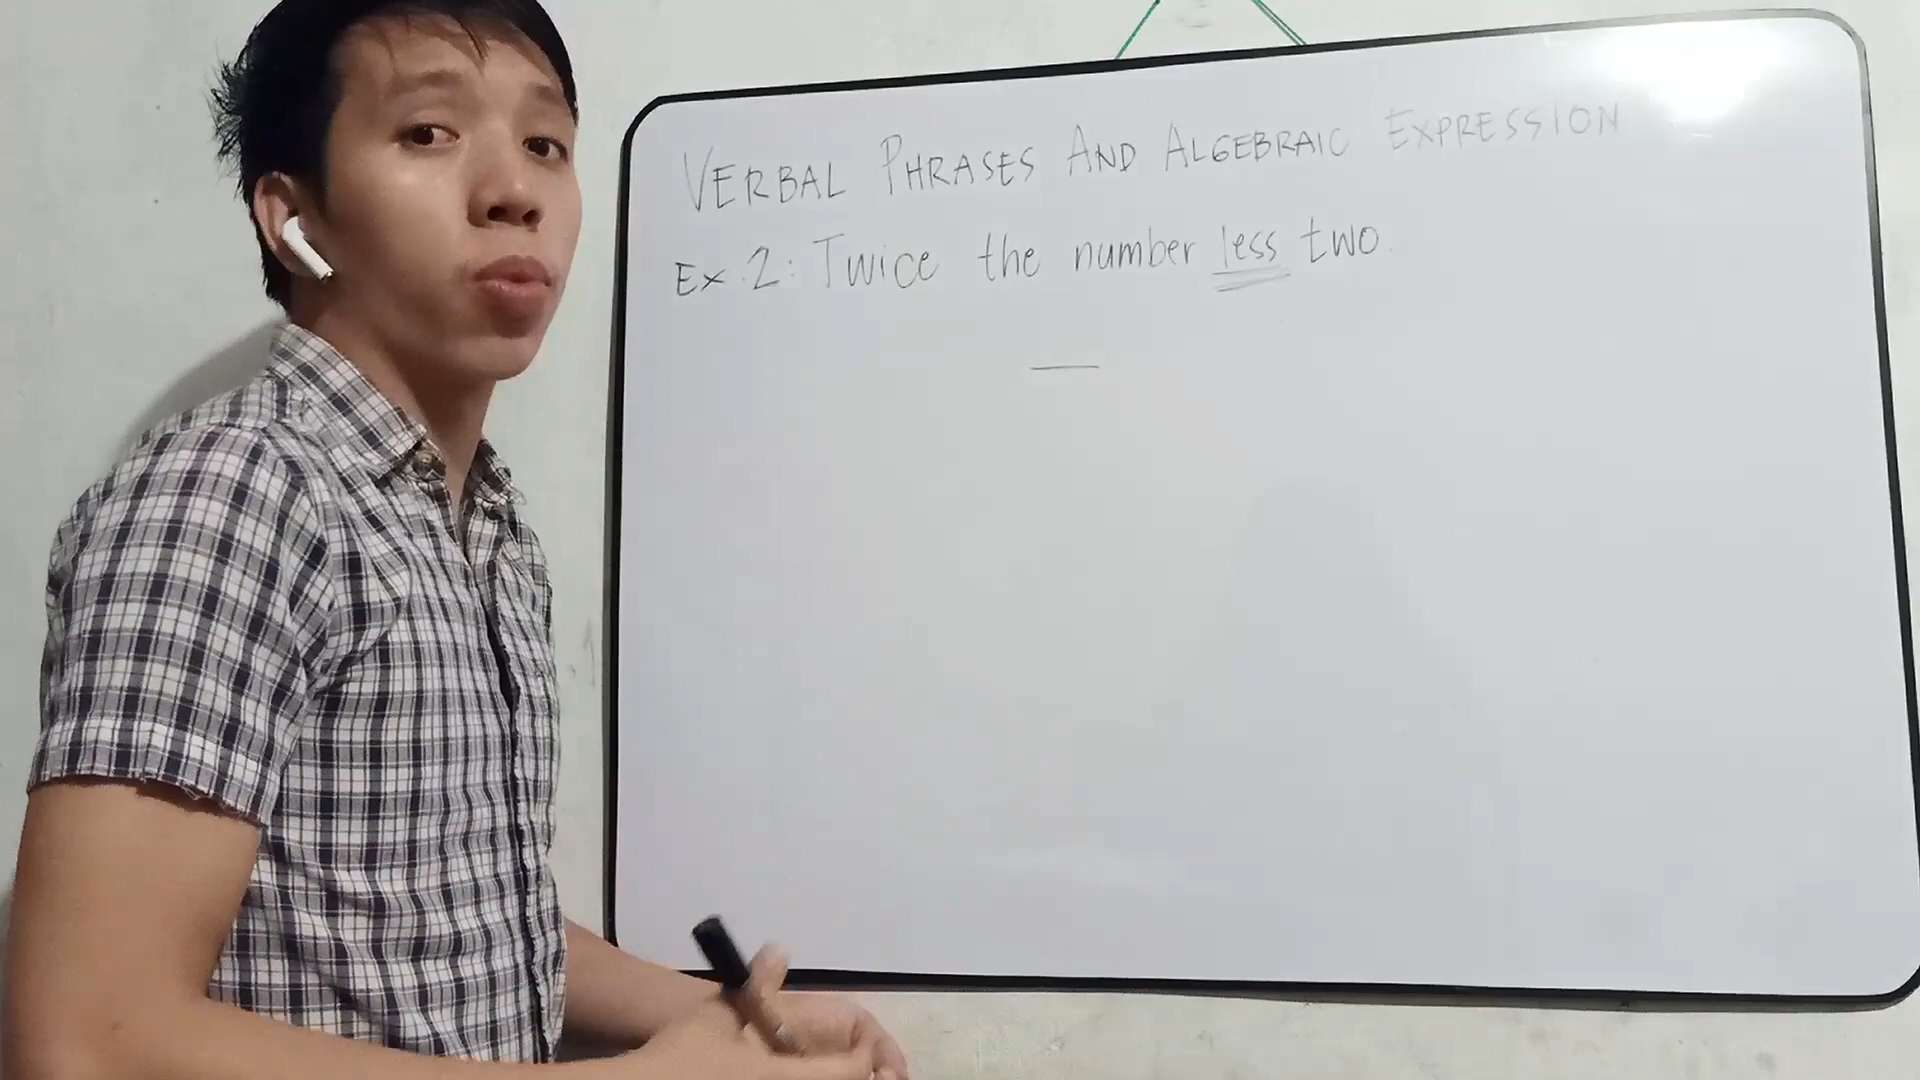 VERBAL PHRASES AND ALGEBRAIC EXPRESSION
Ex. 2: Twice the number less two.
—